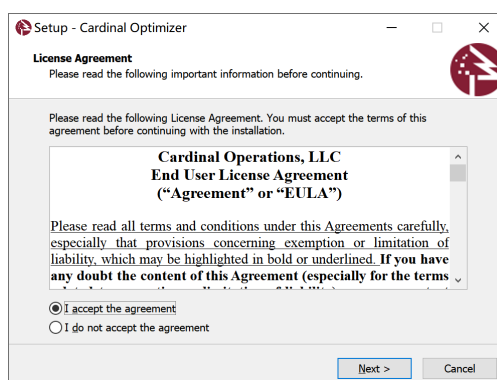 Setup - Cardinal Optimizer
License Agreement
Please read the following important information before continuing.
Please read the following License Agreement. You must accept the terms of this
agreement before continuing with the installation.
Cardinal Operations, LLC
End User License Agreement
(“Agreement” or “EULA”)
Please read all terms and conditions under this Agreements carefully,
especially that provisions concerning exemption or limitation of
liability, which may be highlighted in bold or underlined. If you have
any doubt the content of this Agreement (especially for the terms
I accept the agreement
I do not accept the agreement
Next >
Cancel